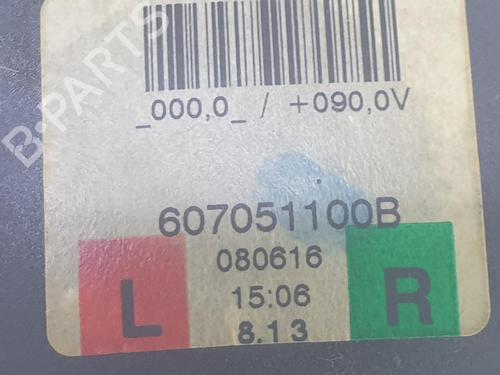 B-PARTS
_000,0_ / +090,0V
607051100B
080616
L
15:06
R
8.13